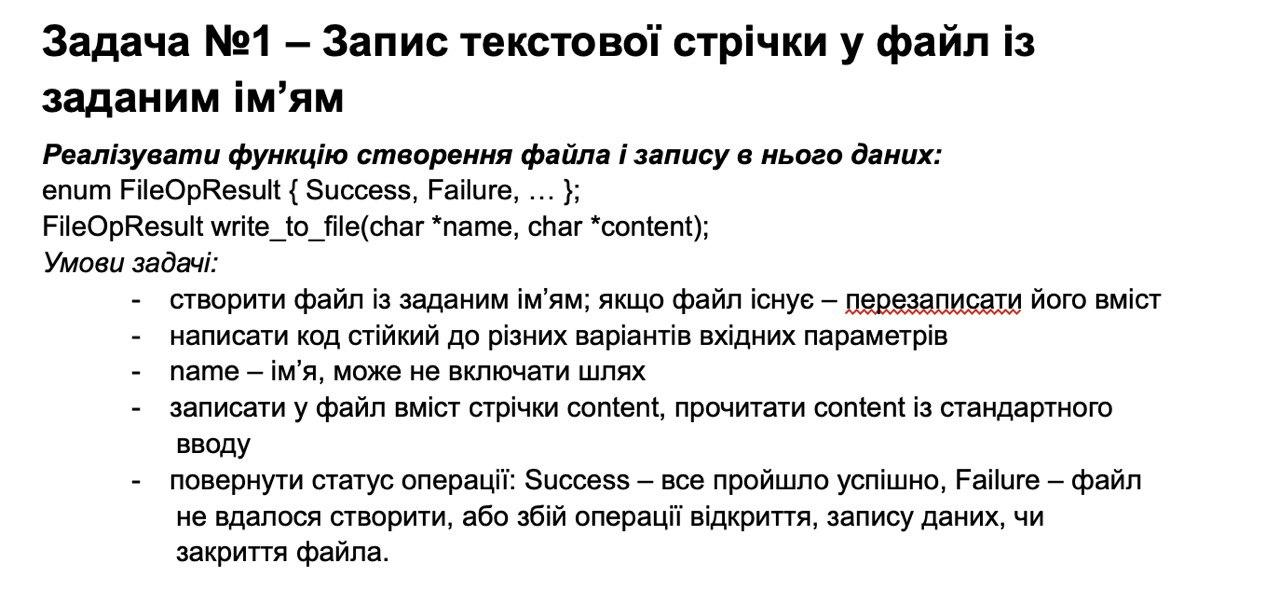 Задача №1 – Запис текстової стрічки у файл із
заданим ім’ям
Реалізувати функцію створення файла і запису в нього даних:
enum FileOpResult { Success, Failure, … };
FileOpResult write_to_file(char *name, char *content);
Умови задачі:
- створити файл із заданим ім’ям; якщо файл існує – перезаписати його вміст
- написати код стійкий до різних варіантів вхідних параметрів
- name – ім’я, може не включати шлях
- записати у файл вміст стрічки content, прочитати content із стандартного
вводу
- повернути статус операції: Success – все пройшло успішно, Failure – файл
не вдалося створити, або збій операції відкриття, запису даних, чи
закриття файла.